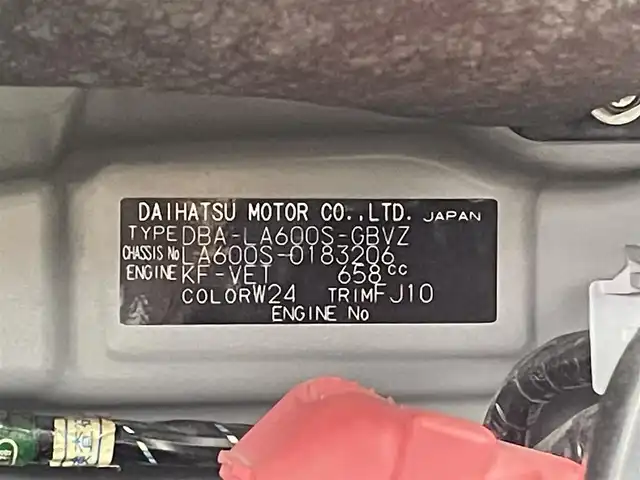 DAIHATSU MOTOR CO.,LTD. JAPAN
TYPE DBA-LA600S-GBVZ
CHASSIS No LA600S-0183206
ENGINE KF-VET 658cc
COLOR W24 TRIM FJ10
ENGINE No